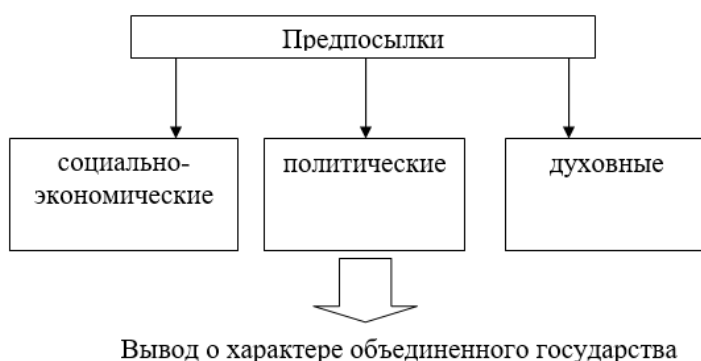 Предпосылки
социально-
экономические
политические
духовные
Вывод о характере объединенного государства